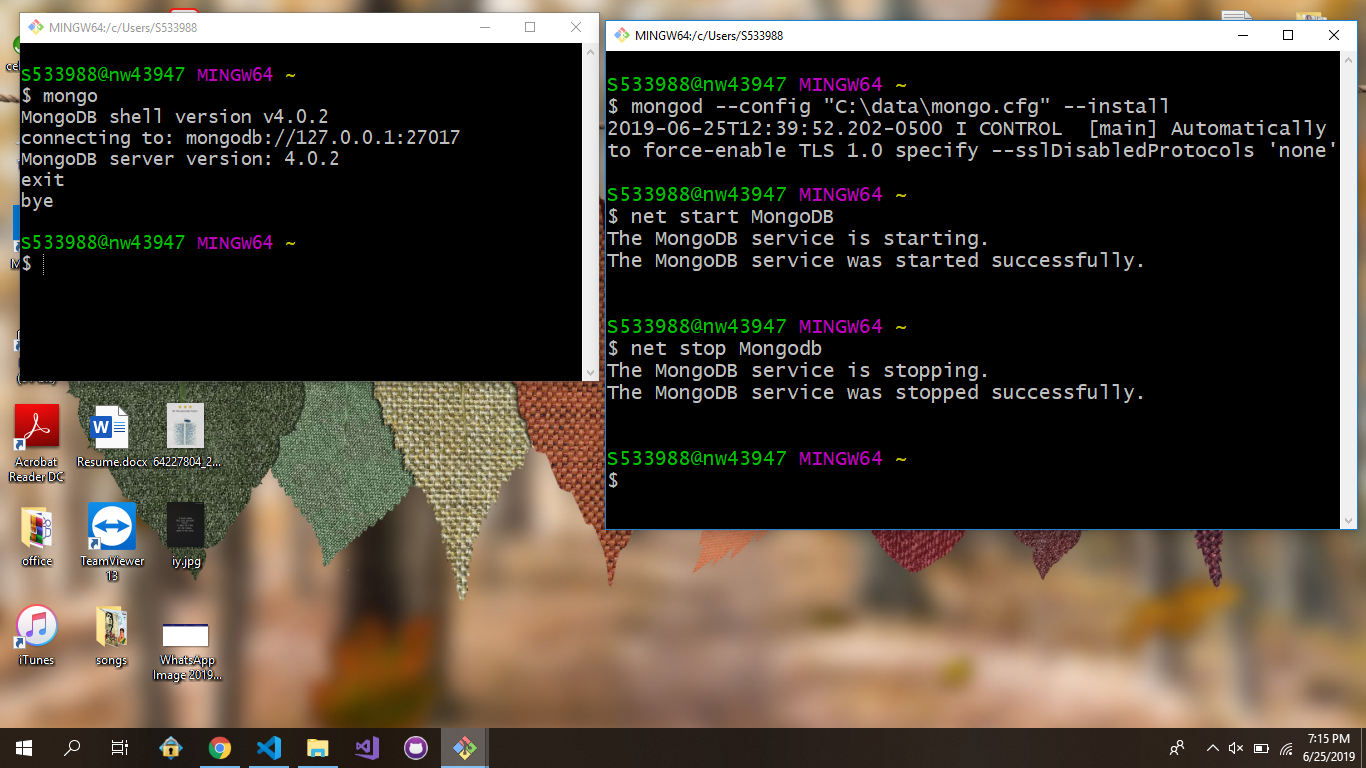 MINGW64:/c/Users/S533988
S533988@nw43947 MINGW64 ~
$ mongo
MongoDB shell version v4.0.2
connecting to: mongodb://127.0.0.1:27017
MongoDB server version: 4.0.2
exit
bye
S533988@nw43947 MINGW64 ~
$
MINGW64:/c/Users/S533988
S533988@nw43947 MINGW64 ~
$ mongod --config "C:\data\mongo.cfg" --install
2019-06-25T12:39:52.202-0500 I CONTROL  [main] Automatically
to force-enable TLS 1.0 specify --sslDisabledProtocols 'none'
S533988@nw43947 MINGW64 ~
$ net start MongoDB
The MongoDB service is starting.
The MongoDB service was started successfully.
S533988@nw43947 MINGW64 ~
$ net stop Mongodb
The MongoDB service is stopping.
The MongoDB service was stopped successfully.
S533988@nw43947 MINGW64 ~
$
Acrobat
Reader DC
Resume.docx
64227804_2...
office
TeamViewer
13
iy.jpg
iTunes
songs
WhatsApp
Image 2019...
7:15 PM
6/25/2019